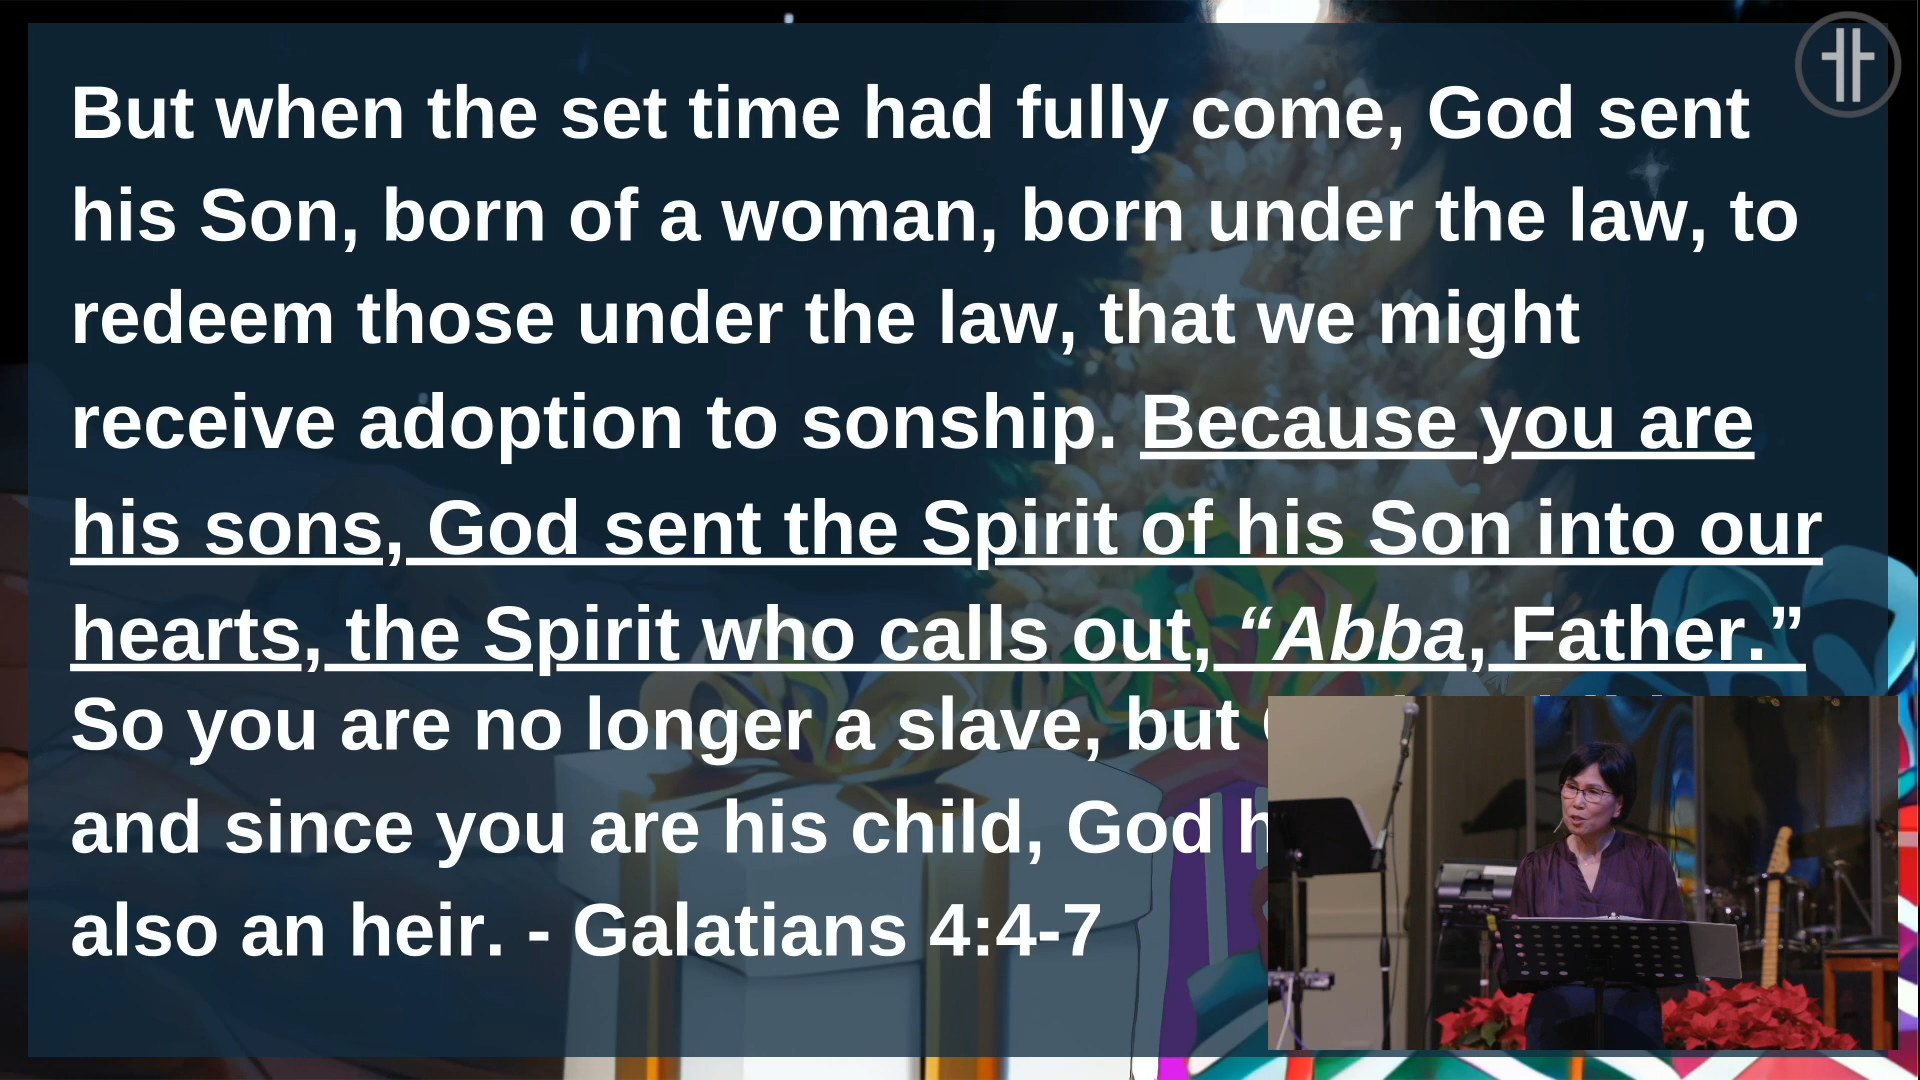 But when the set time had fully come, God sent
his Son, born of a woman, born under the law, to
redeem those under the law, that we might
receive adoption to sonship. Because you are
his sons, God sent the Spirit of his Son into our
hearts, the Spirit who calls out, “Abba, Father.”
So you are no longer a slave, but
and since you are his child, God
also an heir. - Galatians 4:4-7